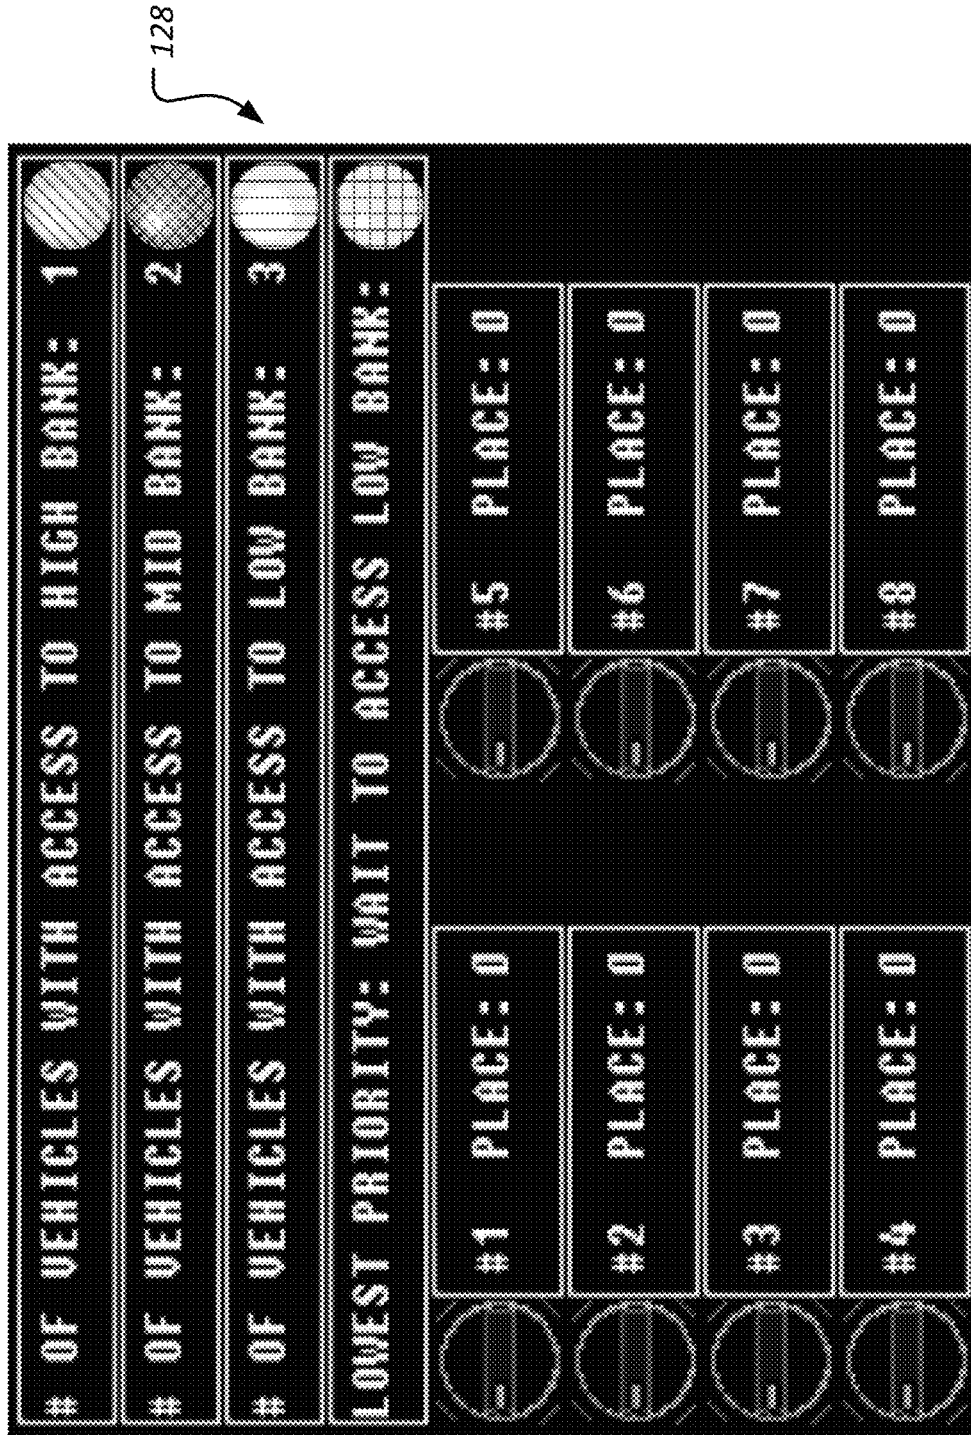 128
# OF VEHICLES WITH ACCESS TO HIGH BANK: 1
# OF VEHICLES WITH ACCESS TO MID BANK: 2
# OF VEHICLES WITH ACCESS TO LOW BANK: 3
LOWEST PRIORITY: WAIT TO ACCESS LOW BANK:
#1 PLACE: 0
#5 PLACE: 0
#2 PLACE: 0
#6 PLACE: 0
#3 PLACE: 0
#7 PLACE: 0
#4 PLACE: 0
#8 PLACE: 0